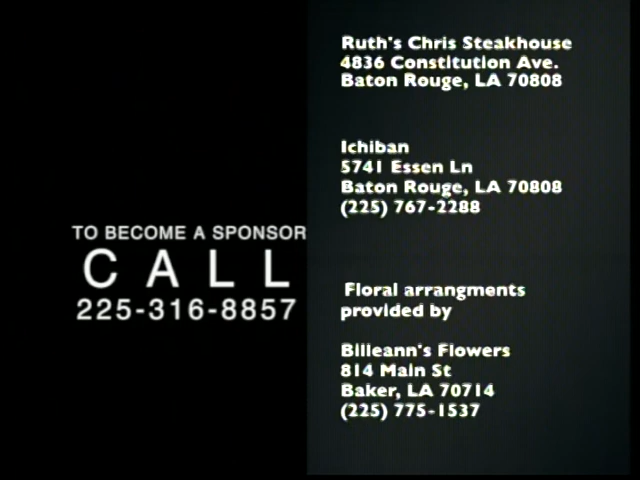 TO BECOME A SPONSOR
CALL
225-316-8857
Ruth's Chris Steakhouse
4836 Constitution Ave.
Baton Rouge, LA 70808
Ichiban
5741 Essen Ln
Baton Rouge, LA 70808
(225) 767-2288
Floral arrangments
provided by
Billeann's Flowers
814 Main St
Baker, LA 70714
(225) 775-1537